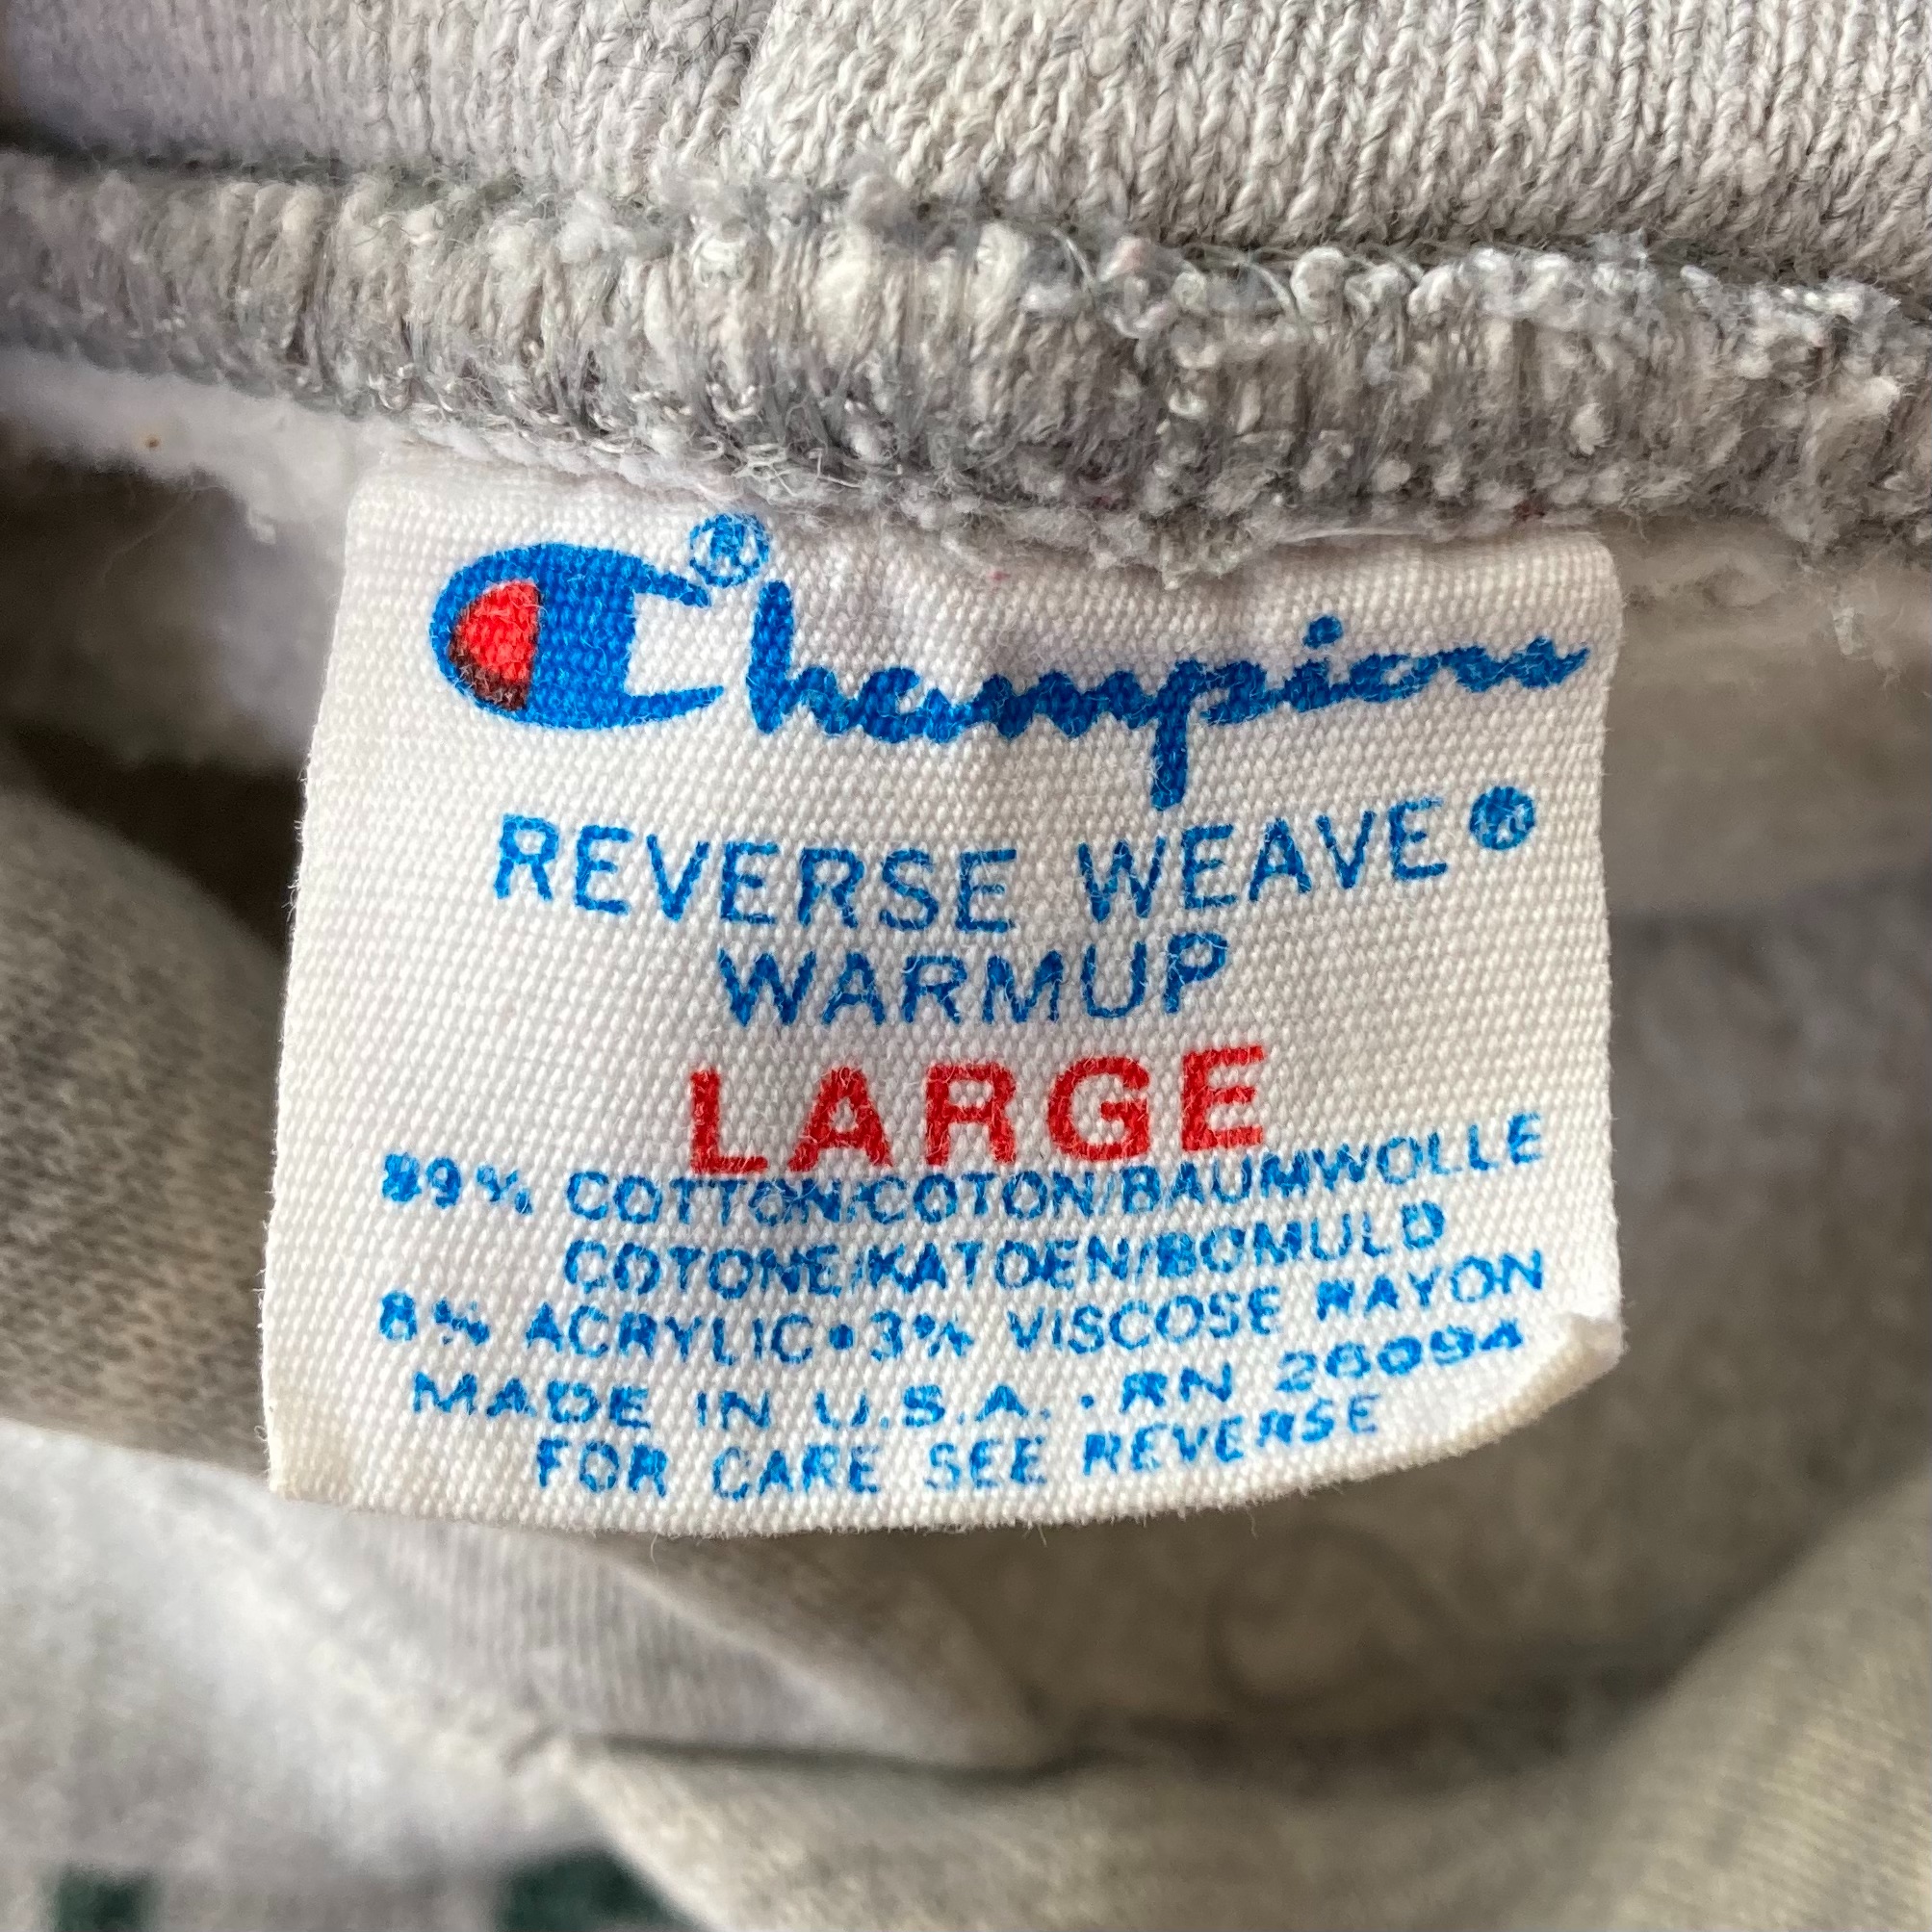 Champion®
REVERSE WEAVE®
WARMUP
LARGE
89% COTTON/COTON/BAUMWOLLE
COTONE/KATOEN/BOMULD
8% ACRYLIC•3% VISCOSE RAYON
MADE IN U.S.A. • RN 26094
FOR CARE SEE REVERSE